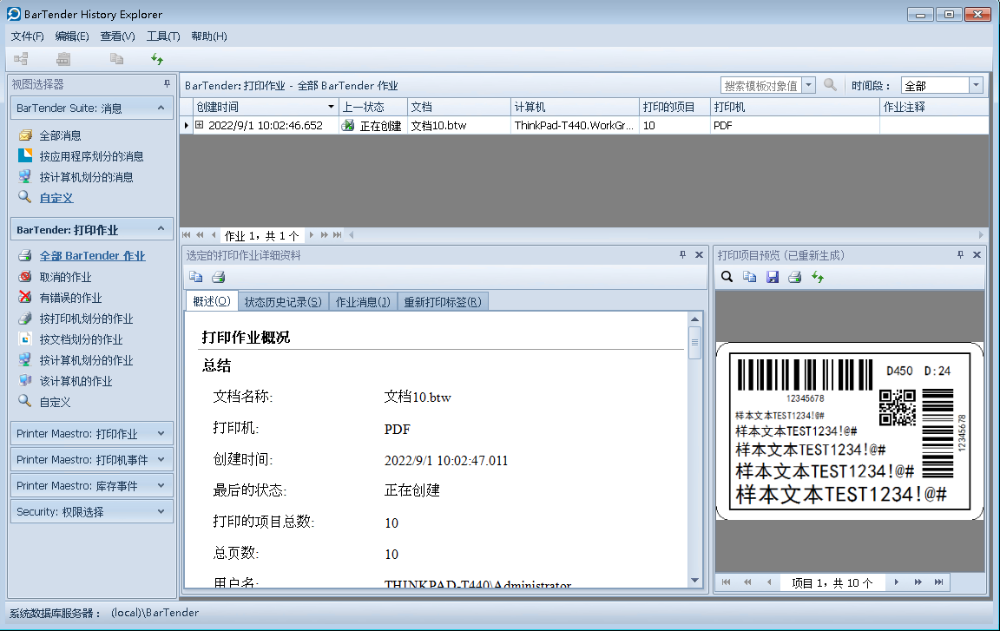 BarTender History Explorer
文件(F) 编辑(E) 查看(V) 工具(T) 帮助(H)
视图选择器
BarTender Suite: 消息
全部消息
按应用程序划分的消息
按计算机划分的消息
自定义
BarTender: 打印作业
全部 BarTender 作业
取消的作业
有错误的作业
按打印机划分的作业
按文档划分的作业
按计算机划分的作业
该计算机的作业
自定义
Printer Maestro: 打印作业
Printer Maestro: 打印机事件
Printer Maestro: 库存事件
Security: 权限选择
BarTender: 打印作业 - 全部 BarTender 作业
搜索模板对象值
时间段：
全部
创建时间 上一状态 文档 计算机 打印的项目 打印机 作业注释
2022/9/1 10:02:46.652 正在创建 文档10.btw ThinkPad-T440.WorkGr... 10 PDF
作业 1，共 1 个
选定的打印作业详细资料
概述(O) 状态历史记录(S) 作业消息(J) 重新打印标签(R)
打印作业概况
总结
文档名称: 文档10.btw
打印机: PDF
创建时间: 2022/9/1 10:02:47.011
最后的状态: 正在创建
打印的项目总数: 10
总页数: 10
用户名: THINKPAD-T440\Administrator
打印项目预览 (已重新生成)
D450 D:24
12345678
样本文本TEST1234!@#
样本文本TEST1234!@#
样本文本TEST1234!@#
样本文本TEST1234!@#
样本文本TEST1234!@#
12345678
项目 1，共 10 个
系统数据库服务器： (local)\BarTender